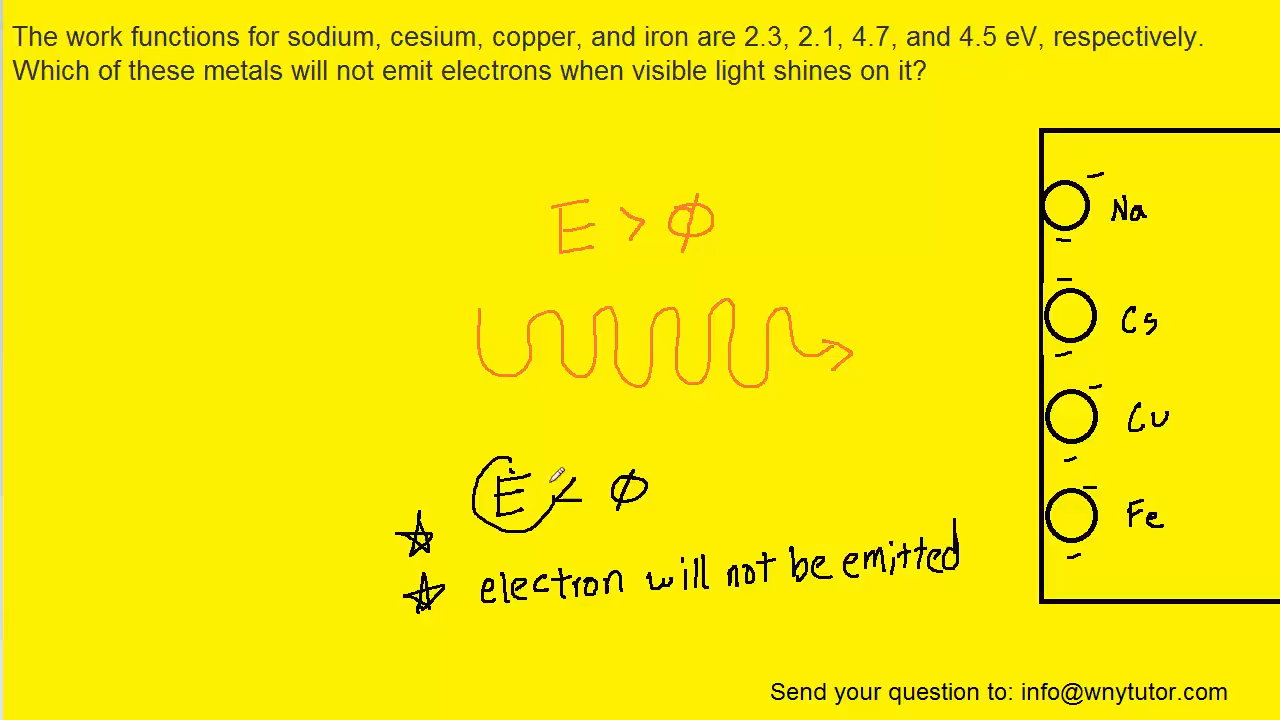 The work functions for sodium, cesium, copper, and iron are 2.3, 2.1, 4.7, and 4.5 eV, respectively.
Which of these metals will not emit electrons when visible light shines on it?
E > ϕ
Na
Cs
Cu
E < ϕ
Fe
electron will not be emitted
Send your question to: info@wnytutor.com